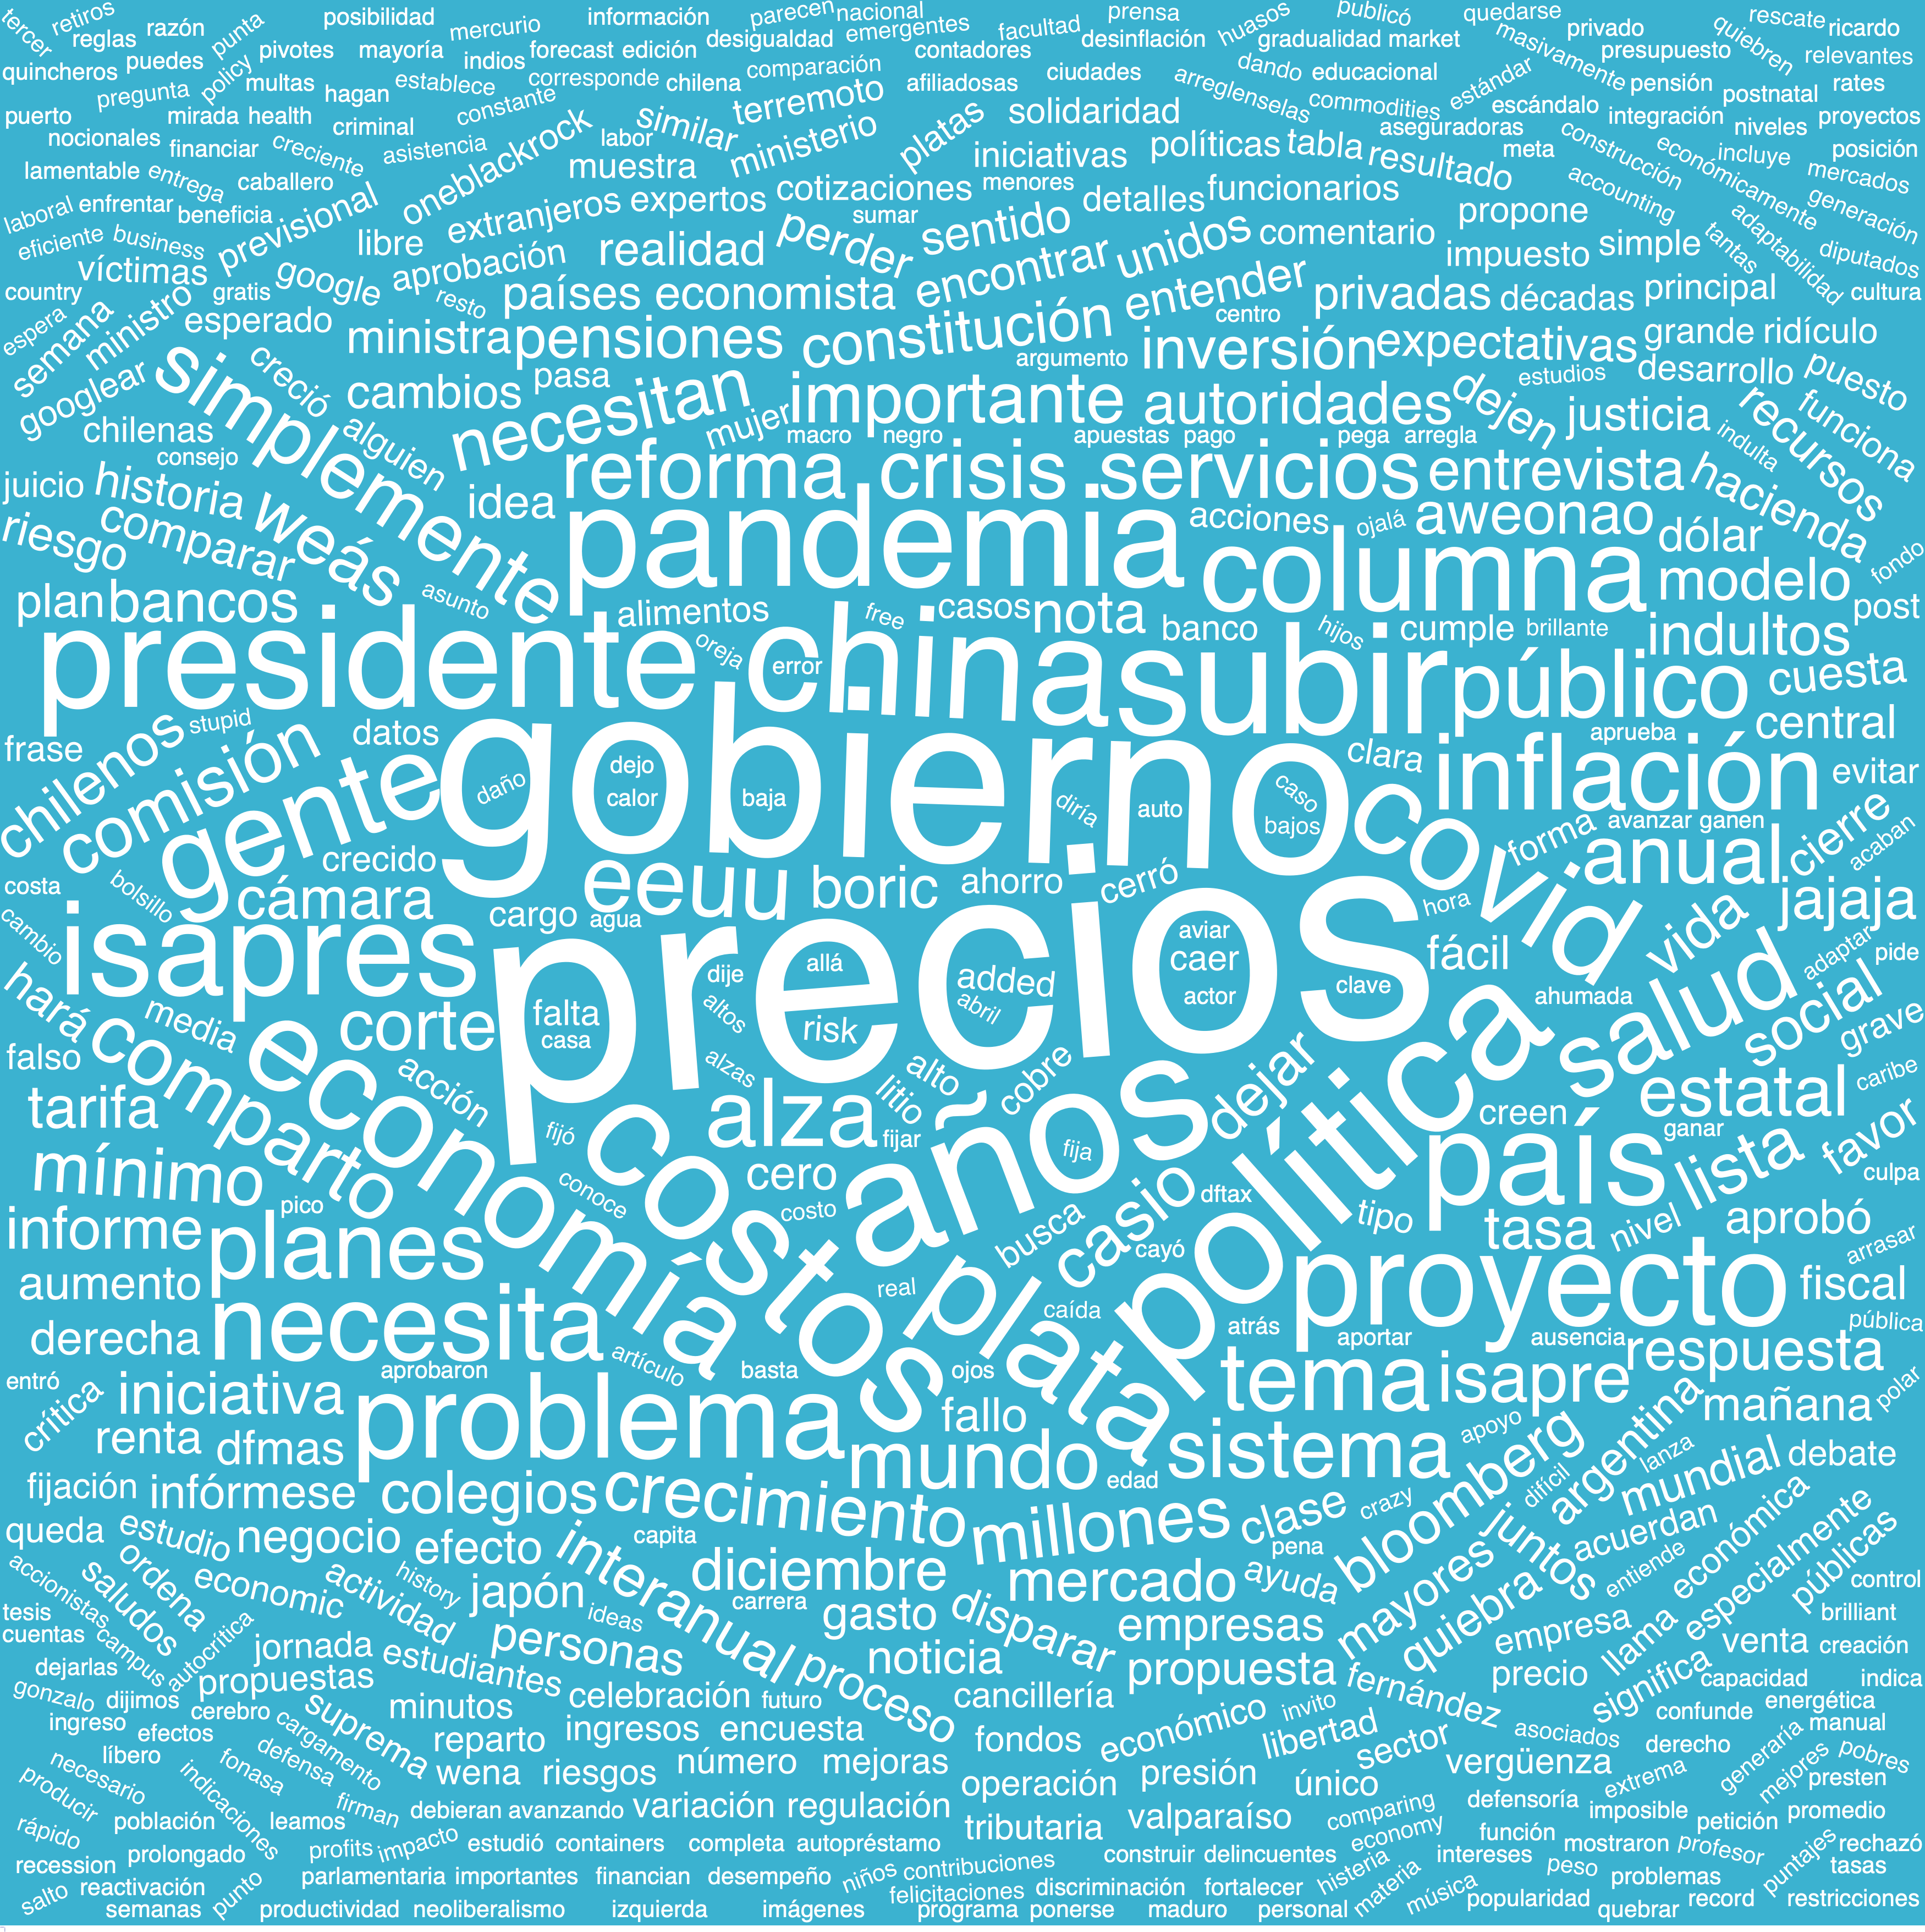 tercer retiros razón posibilidad información parecen nacional prensa publicó quedarse privado rescate ricardo
reglas punta pivotes mayoría mercurio desigualdad emergentes facultad desinflación huasos gradualidad market masivamente presupuesto quiebren relevantes
quincheros puedes indios forecast edición contadores
pregunta policy multas establece corresponde chilena comparación afiliadosas ciudades dando educacional estándar pensión postnatal rates
puerto mirada health hagan constante terremoto solidaridad arreglenselas commodities escándalo integración niveles proyectos
nocionales financiar creciente criminal asistencia oneblackrock similar labor ministerio platas iniciativas políticas tabla aseguradoras meta construcción económicamente incluye posición
lamentable entrega caballero muestra cotizaciones menores detalles funcionarios resultado accounting mercados
laboral enfrentar beneficia previsional extranjeros expertos sumar propone adaptabilidad generación
eficiente business libre aprobación realidad perder sentido encontrar unidos comentario impuesto simple tantas diputados
víctimas google
country gratis resto países economista entender privadas décadas principal cultura
espera semana ministro esperado ministra pensiones constitución centro inversión expectativas grande ridículo
googlear simplemente creció cambios pasa necesitan importante argumento autoridades dejen estudios desarrollo puesto
chilenas alguien mujer macro negro apuestas pago pega arregla justicia recursos funciona
consejo indulta
juicio historia weás idea reforma crisis servicios entrevista hacienda
riesgo comparar pandemia acciones ojalá aweonao dólar fondo
plan bancos asunto alimentos free casos nota columna modelo post
presidente oreja error china banco hijos cumple brillante indultos
subir público cuesta
frase chilenos stupid datos gobierno clara aprueba central
comisión gente daño dejo calor baja diría auto caso bajos inflación evitar
crecido covid forma avanzar ganen cierre acaban
costa bolsillo cámara eeuu boric ahorro cerró anual
cambio isapres cargo agua hora jajaja
precios aviar allá dije added caer fácil vida adaptar pide
hará media corte falta casa altos risk abril actor clave ahumada salud social grave
falso comparto economía acción alzas alto litio cobre política estatal caribe
tarifa fijó costos alza fijar años fija dejar creen país ganar favor
mínimo pico conoce cero costo casio dftax tipo lista culpa
informe planes busca cayó tasa nivel aprobó arrasar
aumento real plata caída proyecto fiscal
derecha necesita atrás aportar ausencia pública
entró aprobaron artículo basta ojos tema isapre respuesta
crítica iniciativa problema fallo argentina mañana polar
renta dfmas mundo sistema apoyo
fijación infórmese colegios crecimiento edad bloomberg difícil lanza mundial debate
queda estudio negocio efecto capita millones clase crazy juntos acuerdan económica especialmente
accionistas saludos ordena economic actividad history japón interanual diciembre mercado pena ayuda mayores entiende públicas control
tesis ideas carrera gasto disparar empresas quiebra empresa brilliant
cuentas campus autocrítica jornada estudiantes personas noticia llama venta creación
dejarlas propuestas proceso propuesta precio capacidad indica
gonzalo dijimos cerebro cargamento suprema minutos celebración futuro cancillería fernández significa energética
ingreso efectos reparto ingresos encuesta fondos económico invito libertad asociados confunde manual
líbero fonasa defensa sector derecho generaría
necesario indicaciones wena riesgos número mejoras operación presión único vergüenza extrema mejores pobres
producir firman presten
población leamos debieran avanzando variación regulación tributaria valparaíso comparing defensoría imposible petición promedio
rápido profits impacto estudió containers completa autopréstamo economy función mostraron profesor puntajes rechazó
recession prolongado parlamentaria importantes financian desempeño niños contribuciones construir delincuentes histeria intereses peso problemas tasas
salto reactivación punto felicitaciones discriminación fortalecer materia música popularidad record restricciones
semanas productividad neoliberalismo izquierda imágenes programa ponerse maduro personal quebrar